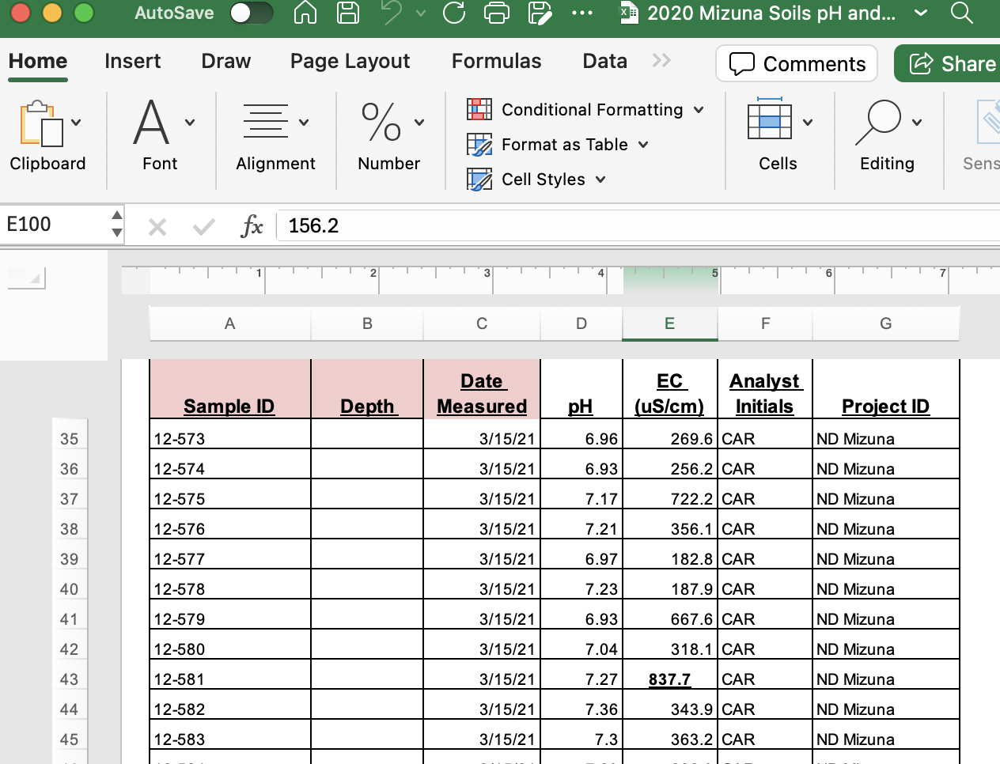 AutoSave 2020 Mizuna Soils pH and...
Home Insert Draw Page Layout Formulas Data Comments Share
Clipboard Font Alignment Number Conditional Formatting Format as Table Cell Styles Cells Editing Sens
E100 fx 156.2
1 2 3 4 5 6 7
A B C D E F G
Date EC Analyst
Sample ID Depth Measured pH (uS/cm) Initials Project ID
35 12-573 3/15/21 6.96 269.6 CAR ND Mizuna
36 12-574 3/15/21 6.93 256.2 CAR ND Mizuna
37 12-575 3/15/21 7.17 722.2 CAR ND Mizuna
38 12-576 3/15/21 7.21 356.1 CAR ND Mizuna
39 12-577 3/15/21 6.97 182.8 CAR ND Mizuna
40 12-578 3/15/21 7.23 187.9 CAR ND Mizuna
41 12-579 3/15/21 6.93 667.6 CAR ND Mizuna
42 12-580 3/15/21 7.04 318.1 CAR ND Mizuna
43 12-581 3/15/21 7.27 837.7 CAR ND Mizuna
44 12-582 3/15/21 7.36 343.9 CAR ND Mizuna
45 12-583 3/15/21 7.3 363.2 CAR ND Mizuna